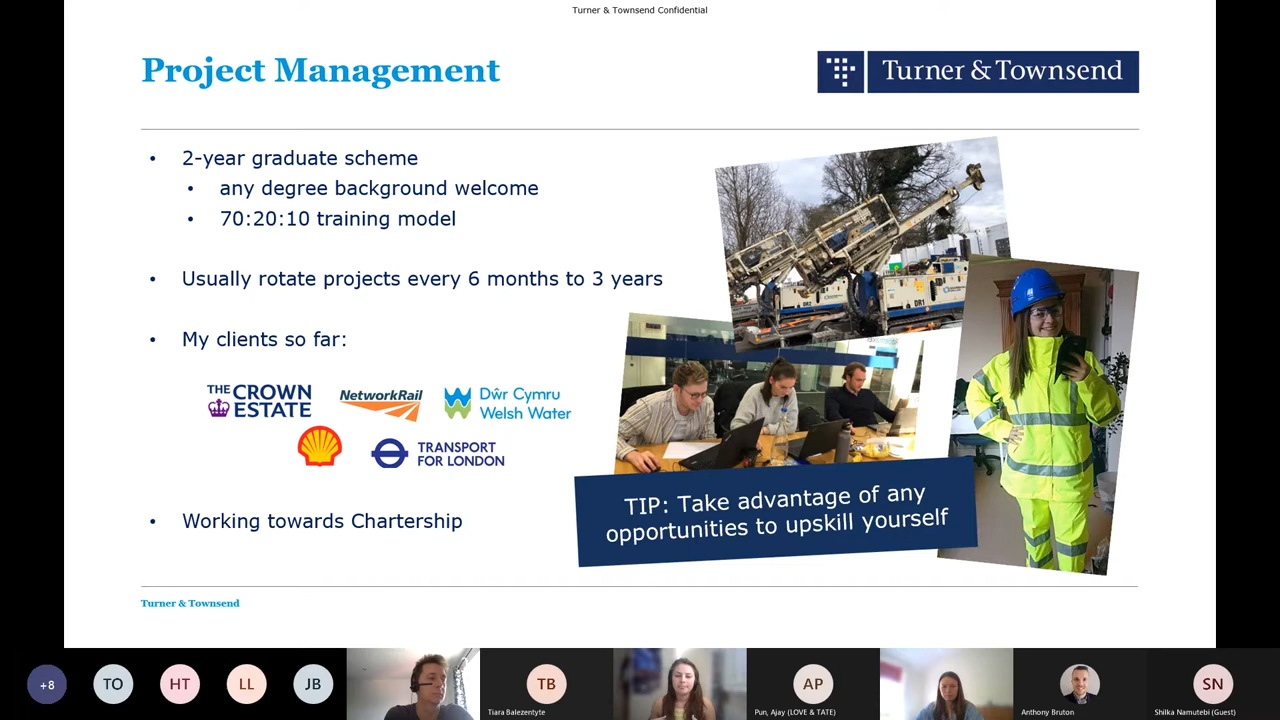 Turner & Townsend Confidential
Project Management
Turner & Townsend
• 2-year graduate scheme
• any degree background welcome
• 70:20:10 training model
• Usually rotate projects every 6 months to 3 years
• My clients so far:
THE CROWN ESTATE
NetworkRail
Dŵr Cymru
Welsh Water
TRANSPORT
FOR LONDON
• Working towards Chartership
DR2
DR1
TIP: Take advantage of any
opportunities to upskill yourself
Turner & Townsend
+8
TO
HT
LL
JB
TB
Tiara Balezentyte
AP
Pun, Ajay (LOVE & TATE)
Anthony Bruton
SN
Shilka Namutebi (Guest)